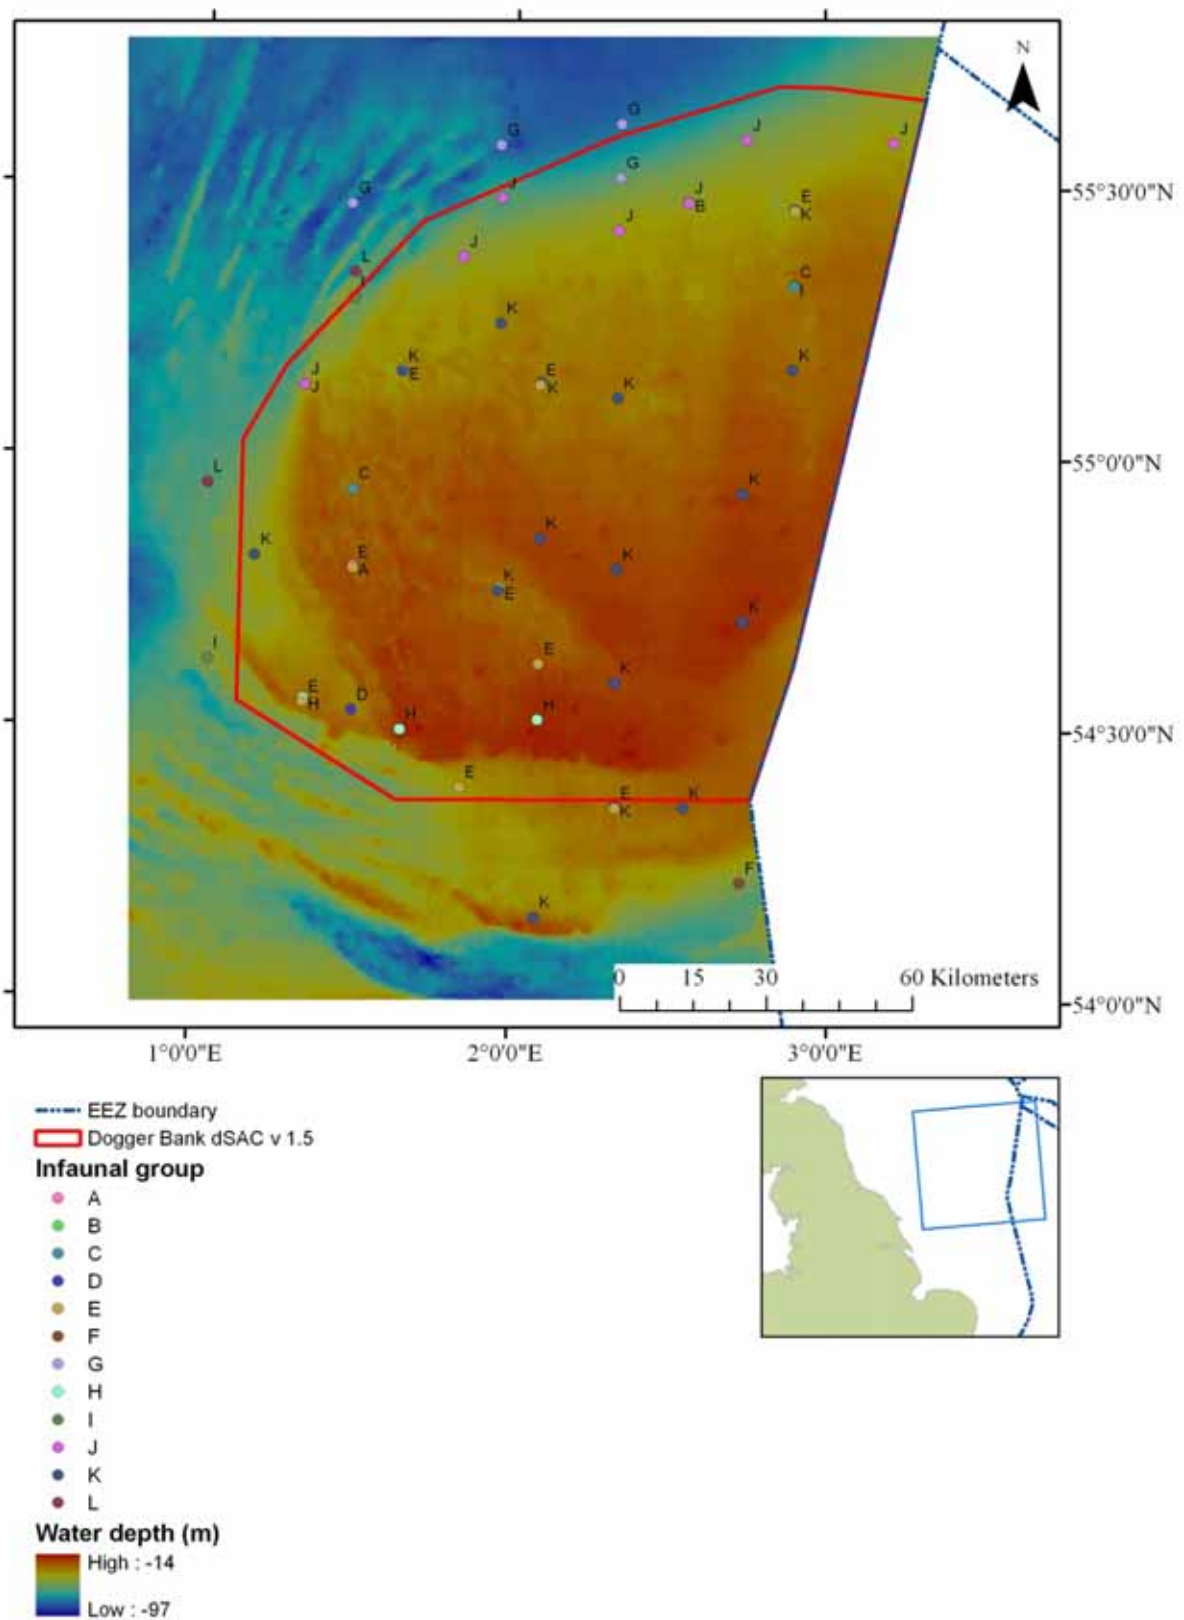 N
G
G
J
J
G
G
J
J
B
E
K
J
J
L
L
C
I
K
K
E
E
K
K
K
J
J
C
K
L
K
K
K
E
A
K
E
K
I
E
K
E
H
D
H
H
E
E
K
K
F
K
55°30'0"N
55°0'0"N
54°30'0"N
54°0'0"N
0 15 30 60 Kilometers
1°0'0"E 2°0'0"E 3°0'0"E
EEZ boundary
Dogger Bank dSAC v 1.5
Infaunal group
A
B
C
D
E
F
G
H
I
J
K
L
Water depth (m)
High : -14
Low : -97